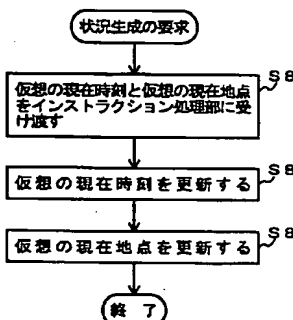 状況生成の要求
S8
仮想の現在時刻と仮想の現在地点
をインストラクション処理部に受
け渡す
S8
仮想の現在時刻を更新する
S8
仮想の現在地点を更新する
終了